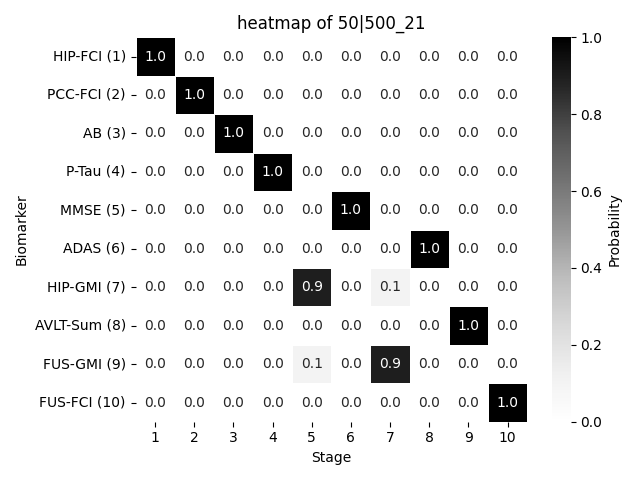 heatmap of 50|500_21
HIP-FCI (1) 1.0 0.0 0.0 0.0 0.0 0.0 0.0 0.0 0.0 0.0
PCC-FCI (2) 0.0 1.0 0.0 0.0 0.0 0.0 0.0 0.0 0.0 0.0
AB (3) 0.0 0.0 1.0 0.0 0.0 0.0 0.0 0.0 0.0 0.0
P-Tau (4) 0.0 0.0 0.0 1.0 0.0 0.0 0.0 0.0 0.0 0.0
MMSE (5) 0.0 0.0 0.0 0.0 0.0 1.0 0.0 0.0 0.0 0.0
ADAS (6) 0.0 0.0 0.0 0.0 0.0 0.0 0.0 1.0 0.0 0.0
HIP-GMI (7) 0.0 0.0 0.0 0.0 0.9 0.0 0.1 0.0 0.0 0.0
AVLT-Sum (8) 0.0 0.0 0.0 0.0 0.0 0.0 0.0 0.0 1.0 0.0
FUS-GMI (9) 0.0 0.0 0.0 0.0 0.1 0.0 0.9 0.0 0.0 0.0
FUS-FCI (10) 0.0 0.0 0.0 0.0 0.0 0.0 0.0 0.0 0.0 1.0
1 2 3 4 5 6 7 8 9 10
Stage
Biomarker
1.0
0.8
0.6
0.4
0.2
0.0
Probability